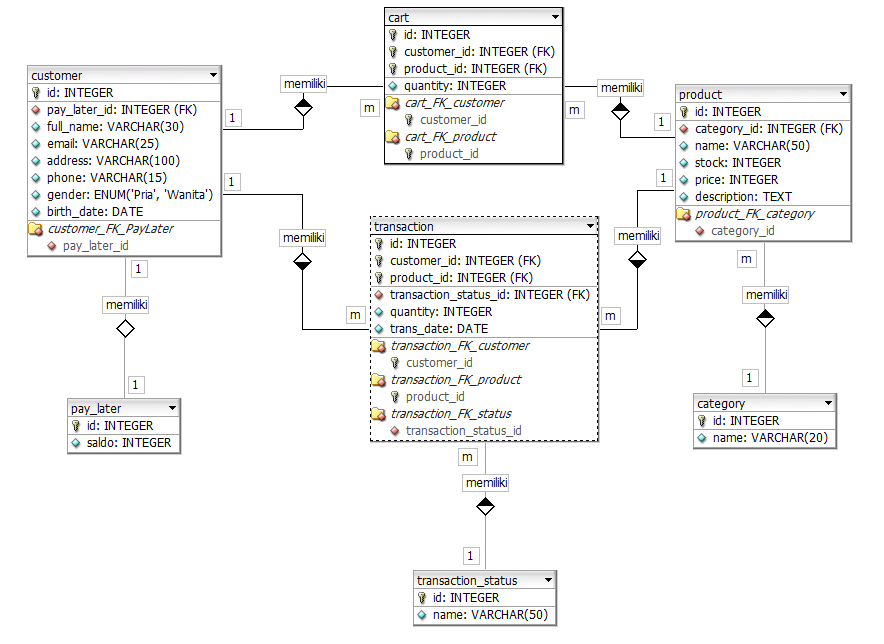 cart
id: INTEGER
customer_id: INTEGER (FK)
product_id: INTEGER (FK)
quantity: INTEGER
cart_FK_customer
customer_id
cart_FK_product
product_id
customer
id: INTEGER
pay_later_id: INTEGER (FK)
full_name: VARCHAR(30)
email: VARCHAR(25)
address: VARCHAR(100)
phone: VARCHAR(15)
gender: ENUM('Pria', 'Wanita')
birth_date: DATE
customer_FK_PayLater
pay_later_id
memiliki
1
m
memiliki
m
1
product
id: INTEGER
category_id: INTEGER (FK)
name: VARCHAR(50)
stock: INTEGER
price: INTEGER
description: TEXT
product_FK_category
category_id
1
memiliki
m
1
memiliki
m
transaction
id: INTEGER
customer_id: INTEGER (FK)
product_id: INTEGER (FK)
transaction_status_id: INTEGER (FK)
quantity: INTEGER
trans_date: DATE
transaction_FK_customer
customer_id
transaction_FK_product
product_id
transaction_FK_status
transaction_status_id
1
memiliki
1
m
memiliki
1
pay_later
id: INTEGER
saldo: INTEGER
category
id: INTEGER
name: VARCHAR(20)
m
memiliki
1
transaction_status
id: INTEGER
name: VARCHAR(50)